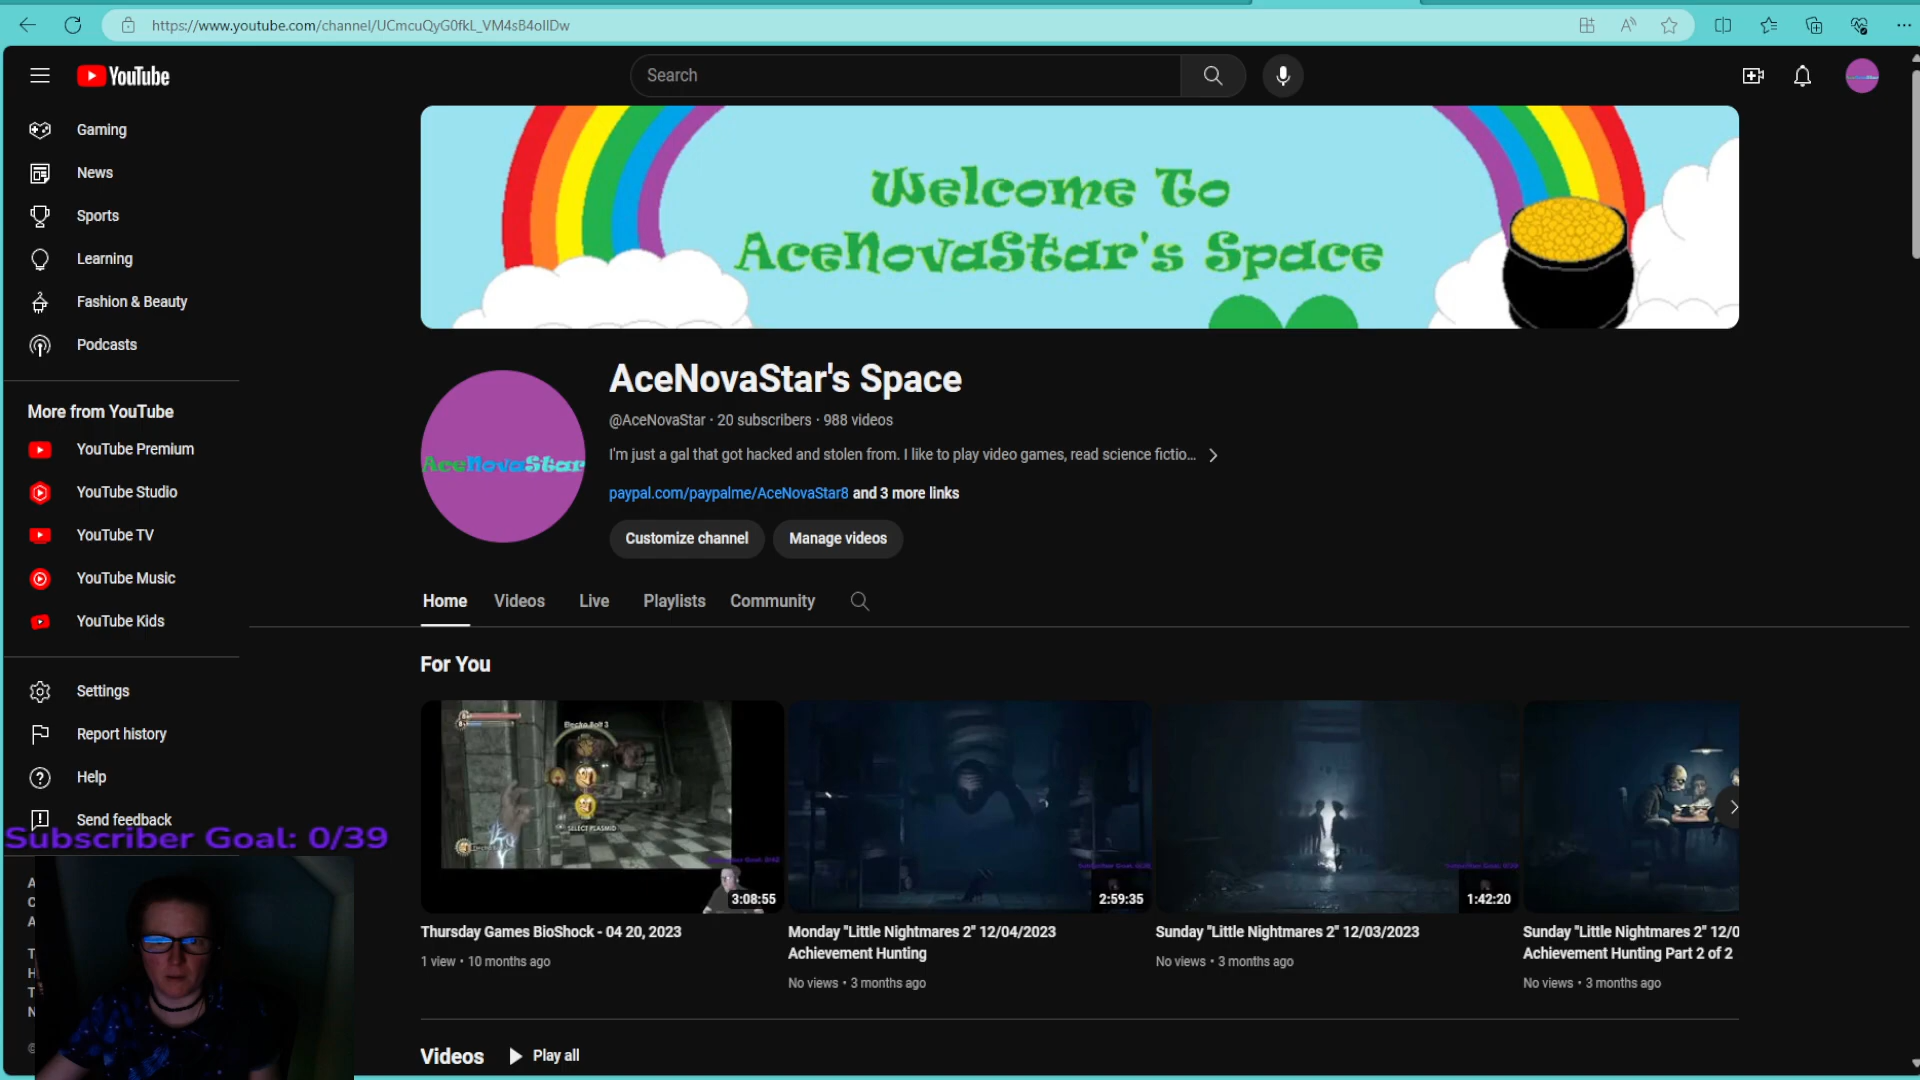 https://www.youtube.com/channel/UCmcuQyG0fkL_VM4sB4oIIDw
YouTube
Search
Gaming
News
Sports
Learning
Fashion & Beauty
Podcasts
More from YouTube
YouTube Premium
YouTube Studio
YouTube TV
YouTube Music
YouTube Kids
Settings
Report history
Help
Send feedback
Subscriber Goal: 0/39
Welcome To
AceNovaStar's Space
AceNovaStar
AceNovaStar's Space
@AceNovaStar · 20 subscribers · 988 videos
I'm just a gal that got hacked and stolen from. I like to play video games, read science fictio...
paypal.com/paypalme/AceNovaStar8 and 3 more links
Customize channel
Manage videos
Home
Videos
Live
Playlists
Community
For You
Electro Bolt 3
SELECT PLASMID
3:08:55
2:59:35
1:42:20
Thursday Games BioShock - 04 20, 2023
1 view · 10 months ago
Monday "Little Nightmares 2" 12/04/2023
Achievement Hunting
No views · 3 months ago
Sunday "Little Nightmares 2" 12/03/2023
No views · 3 months ago
Sunday "Little Nightmares 2" 12/0
Achievement Hunting Part 2 of 2
No views · 3 months ago
Videos
Play all